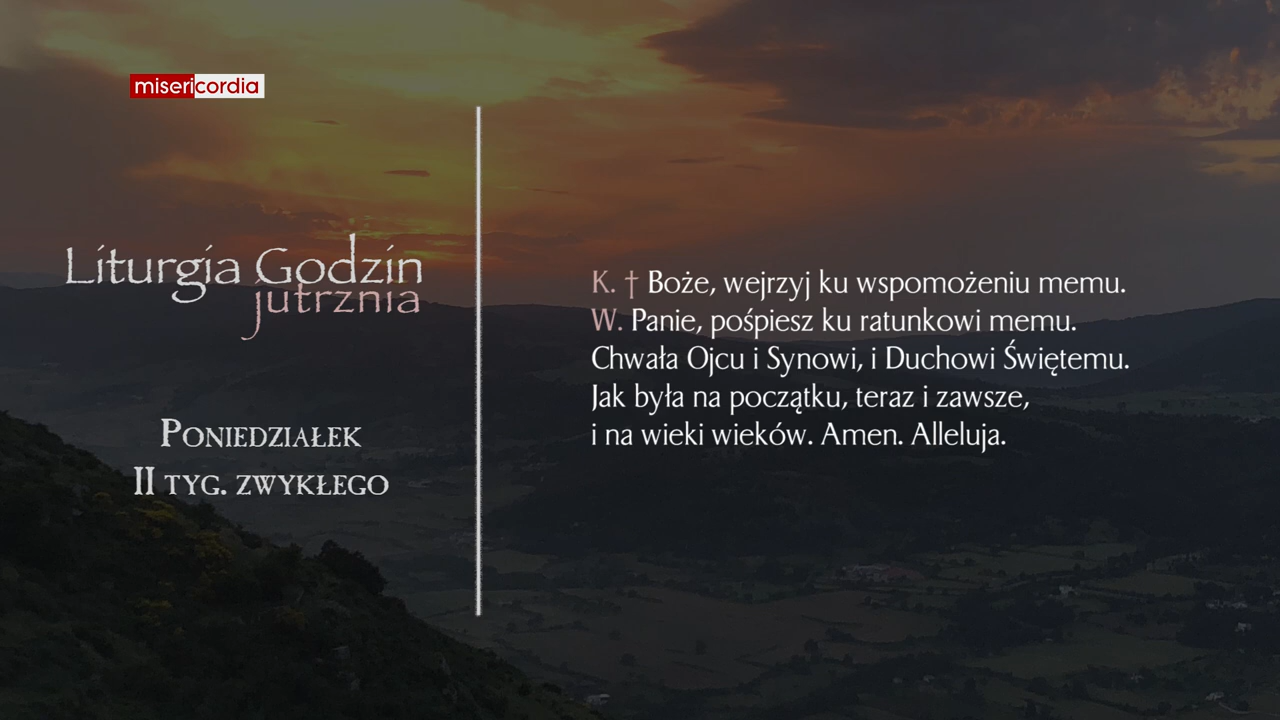 misericordia
Liturgia Godzin
jutrznia
Poniedziałek
II tyg. zwykłego
K. † Boże, wejrzyj ku wspomożeniu memu.
W. Panie, pośpiesz ku ratunkowi memu.
Chwała Ojcu i Synowi, i Duchowi Świętemu.
Jak była na początku, teraz i zawsze,
i na wieki wieków. Amen. Alleluja.